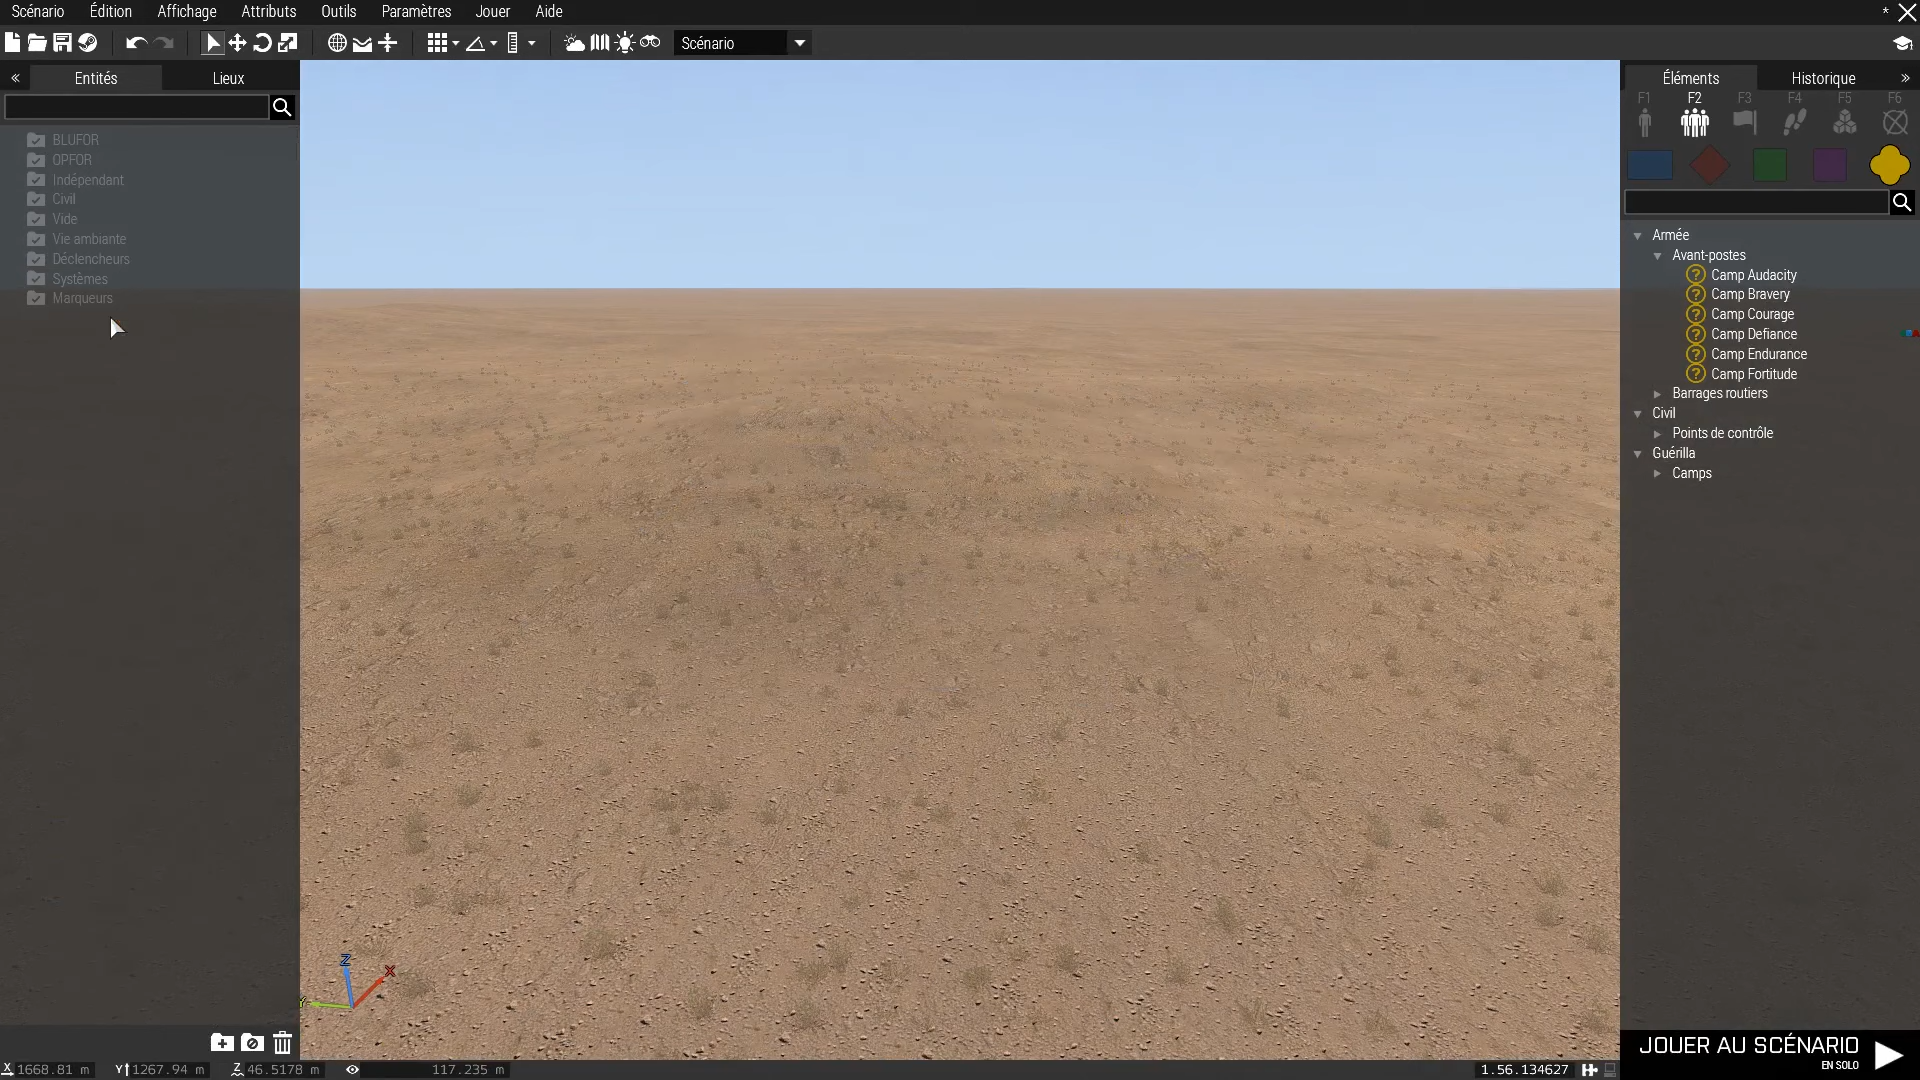 Scénario Édition Affichage Attributs Outils Paramètres Jouer Aide *
Scénario
Entités Lieux
BLUFOR
OPFOR
Indépendant
Civil
Vide
Vie ambiante
Déclencheurs
Systèmes
Marqueurs
Éléments Historique
F1 F2 F3 F4 F5 F6
Armée
Avant-postes
? Camp Audacity
? Camp Bravery
? Camp Courage
? Camp Defiance
? Camp Endurance
? Camp Fortitude
Barrages routiers
Civil
Points de contrôle
Guérilla
Camps
Z
X
Y
JOUER AU SCÉNARIO
EN SOLO
X 1668.81 m Y 1267.94 m Z 46.5178 m 117.235 m 1.56.134627